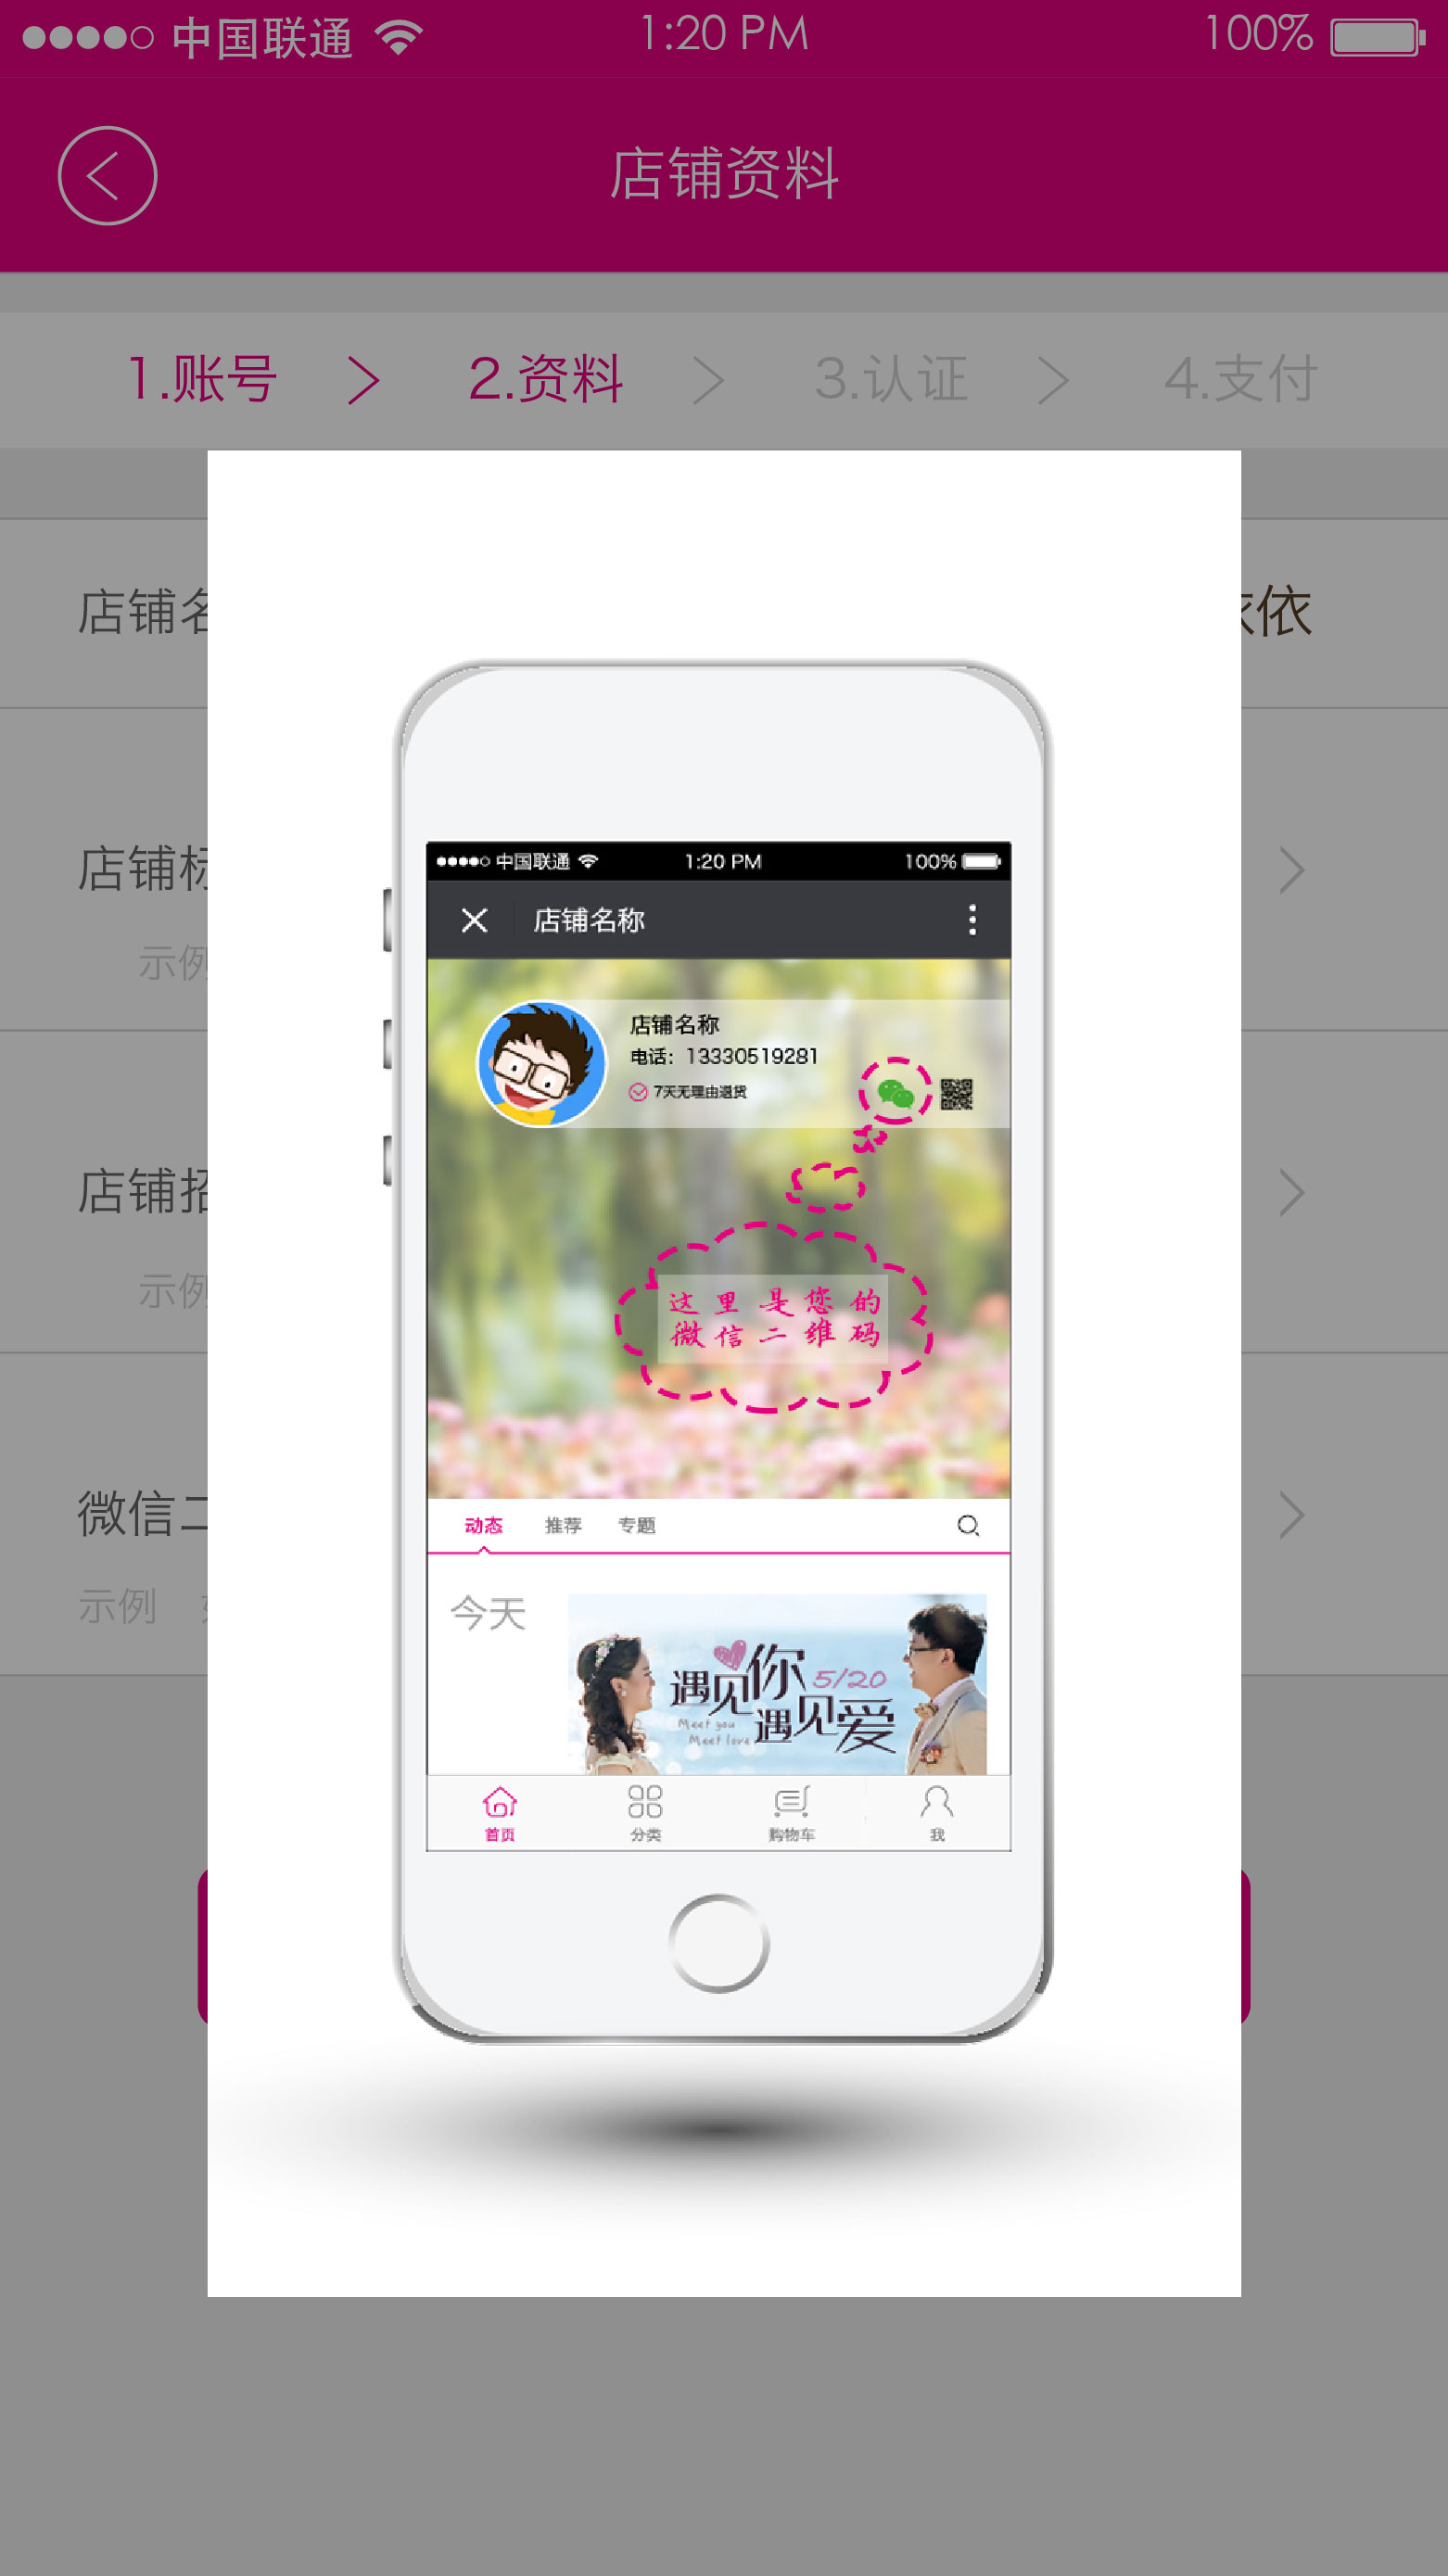 中国联通 1:20 PM 100%
店铺资料
1.账号 2.资料 3.认证 4.支付
店铺名 依
店铺标
示例
店铺招
示例
微信二
示例
中国联通 1:20 PM 100%
店铺名称
店铺名称
电话：13330519281
7天无理由退货
这里是您的
微信二维码
动态 推荐 专题
今天
遇见你 5/20
遇见爱
Meet you
Meet love
首页 分类 购物车 我